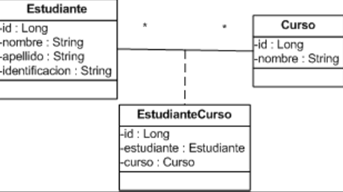 Estudiante
-id : Long
-nombre : String
-apellido : String
-identificacion : String
*
*
Curso
-id : Long
-nombre : String
EstudianteCurso
-id : Long
-estudiante : Estudiante
-curso : Curso